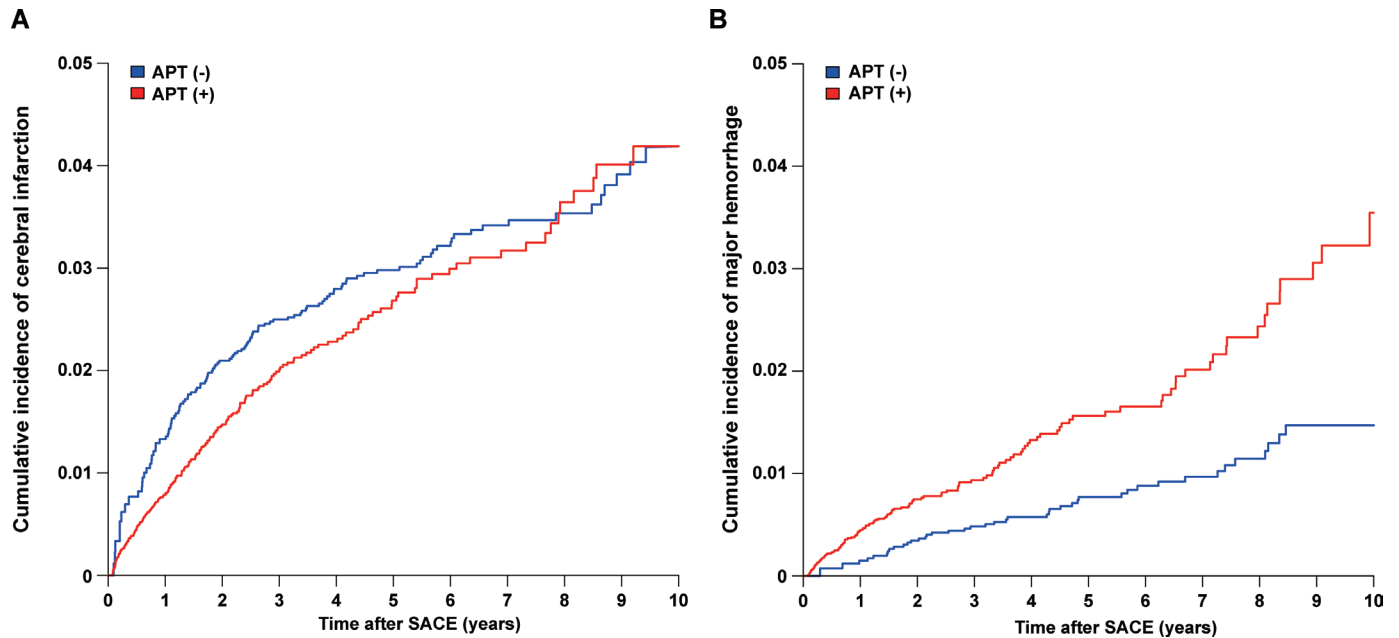 A
Cumulative incidence of cerebral infarction
0.05
0.04
0.03
0.02
0.01
0
APT (-)
APT (+)
0 1 2 3 4 5 6 7 8 9 10
Time after SACE (years)
B
Cumulative incidence of major hemorrhage
0.05
0.04
0.03
0.02
0.01
0
APT (-)
APT (+)
0 1 2 3 4 5 6 7 8 9 10
Time after SACE (years)